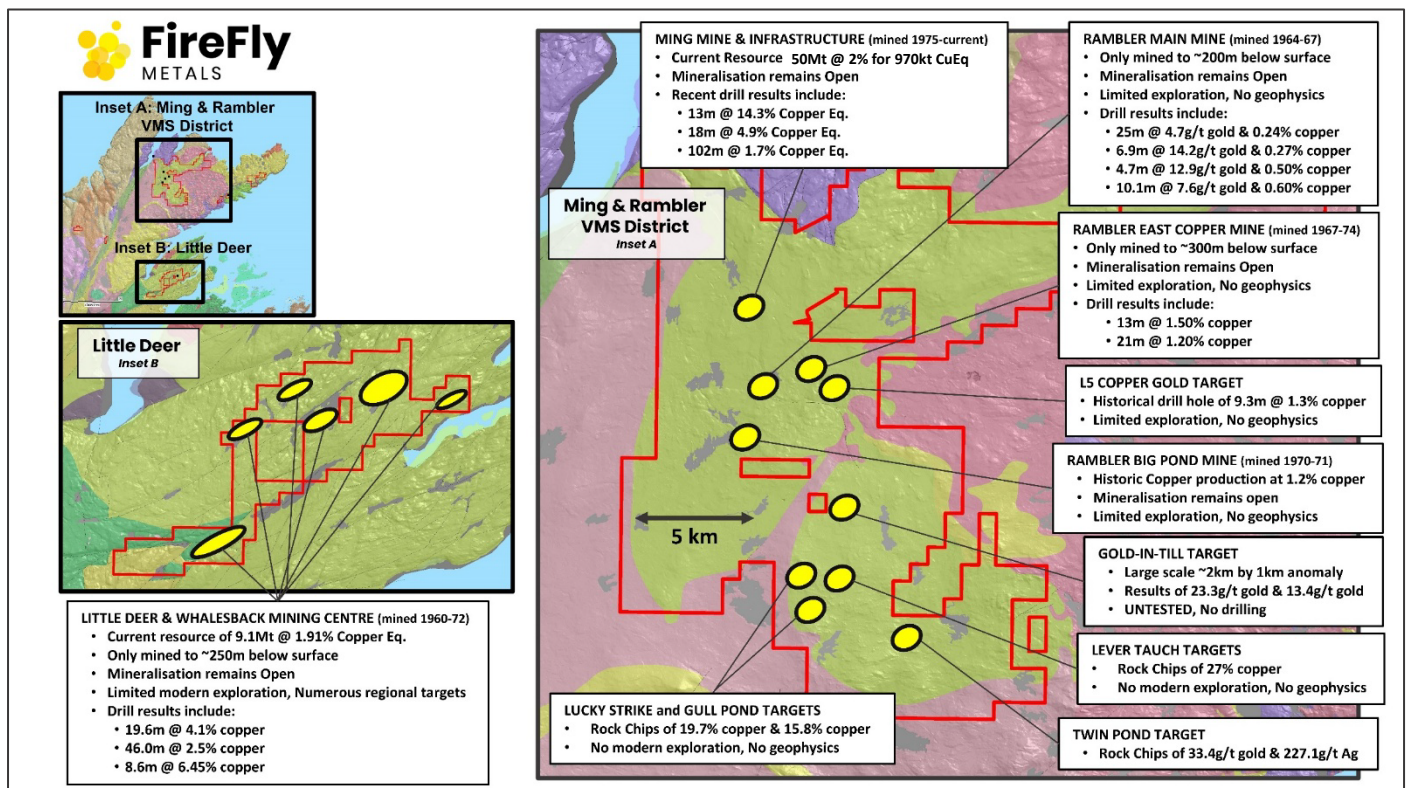 FireFly
METALS
Inset A: Ming & Rambler
VMS District
Inset B: Little Deer
Little Deer
Inset B
LITTLE DEER & WHALESBACK MINING CENTRE (mined 1960-72)
• Current resource of 9.1Mt @ 1.91% Copper Eq.
• Only mined to ~250m below surface
• Mineralisation remains Open
• Limited modern exploration, Numerous regional targets
• Drill results include:
• 19.6m @ 4.1% copper
• 46.0m @ 2.5% copper
• 8.6m @ 6.45% copper
MING MINE & INFRASTRUCTURE (mined 1975-current)
• Current Resource 50Mt @ 2% for 970kt CuEq
• Mineralisation remains Open
• Recent drill results include:
• 13m @ 14.3% Copper Eq.
• 18m @ 4.9% Copper Eq.
• 102m @ 1.7% Copper Eq.
Ming & Rambler
VMS District
Inset A
5 km
LUCKY STRIKE and GULL POND TARGETS
• Rock Chips of 19.7% copper & 15.8% copper
• No modern exploration, No geophysics
RAMBLER MAIN MINE (mined 1964-67)
• Only mined to ~200m below surface
• Mineralisation remains Open
• Limited exploration, No geophysics
• Drill results include:
• 25m @ 4.7g/t gold & 0.24% copper
• 6.9m @ 14.2g/t gold & 0.27% copper
• 4.7m @ 12.9g/t gold & 0.50% copper
• 10.1m @ 7.6g/t gold & 0.60% copper
RAMBLER EAST COPPER MINE (mined 1967-74)
• Only mined to ~300m below surface
• Mineralisation remains Open
• Limited exploration, No geophysics
• Drill results include:
• 13m @ 1.50% copper
• 21m @ 1.20% copper
L5 COPPER GOLD TARGET
• Historical drill hole of 9.3m @ 1.3% copper
• Limited exploration, No geophysics
RAMBLER BIG POND MINE (mined 1970-71)
• Historic Copper production at 1.2% copper
• Mineralisation remains open
• Limited exploration, No geophysics
GOLD-IN-TILL TARGET
• Large scale ~2km by 1km anomaly
• Results of 23.3g/t gold & 13.4g/t gold
• UNTESTED, No drilling
LEVER TAUCH TARGETS
• Rock Chips of 27% copper
• No modern exploration, No geophysics
TWIN POND TARGET
• Rock Chips of 33.4g/t gold & 227.1g/t Ag